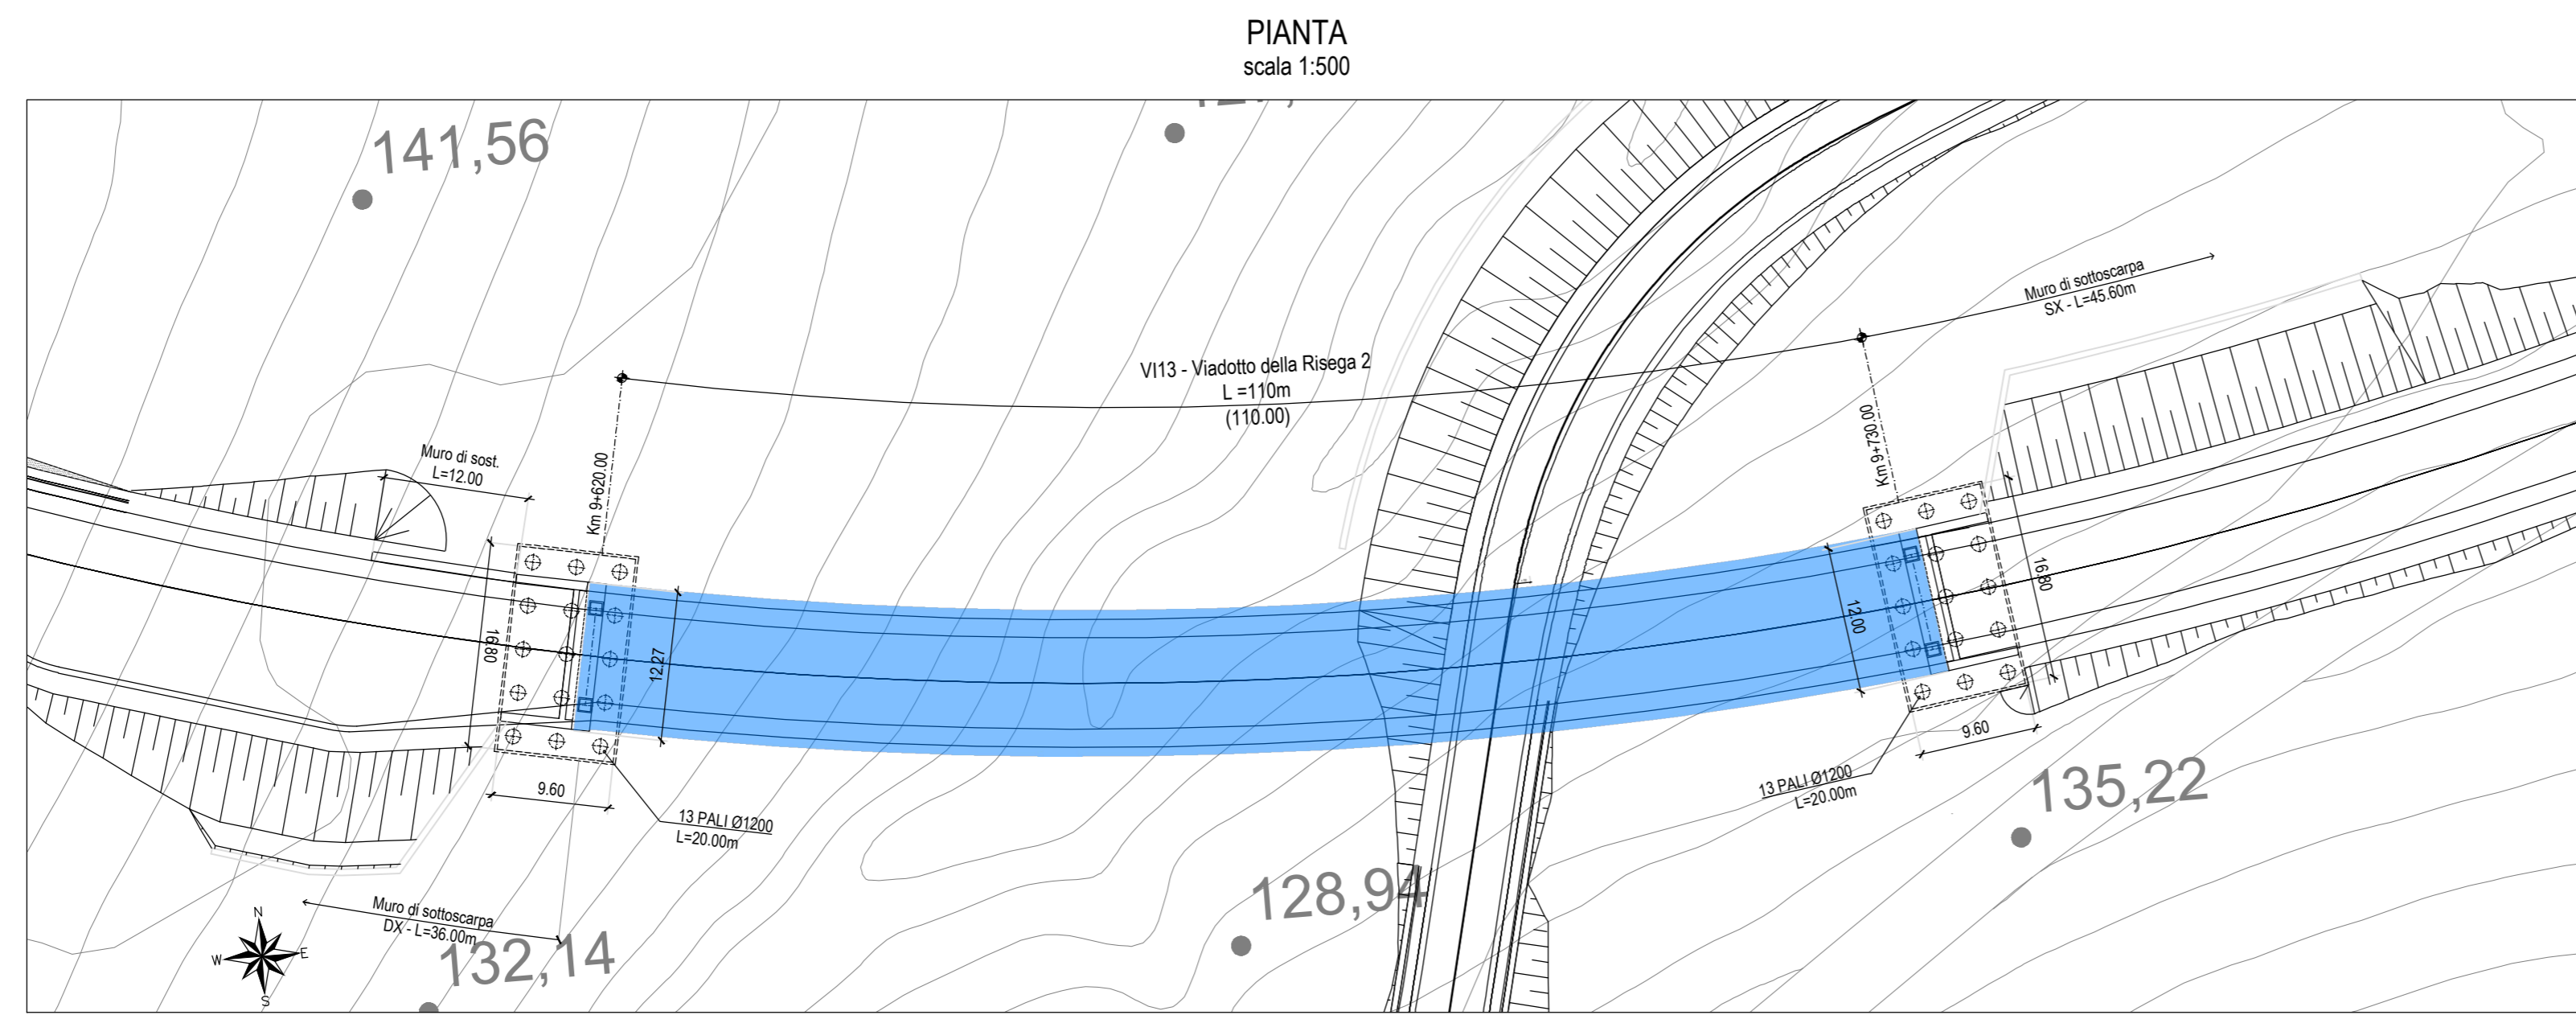 PIANTA
scala 1:500
141,56
Muro di sottoscarpa
SX - L=45.60m
VI13 - Viadotto della Risega 2
L =110m
(110.00)
Km 9+620.00
Km 9+730.00
Muro di sost.
L=12.00
16.80
12.27
12.00
16.80
9.60
9.60
13 PALI Ø1200
L=20.00m
13 PALI Ø1200
L=20.00m
135,22
128,94
Muro di sottoscarpa
DX - L=36.00m
132,14
N
W
E
S